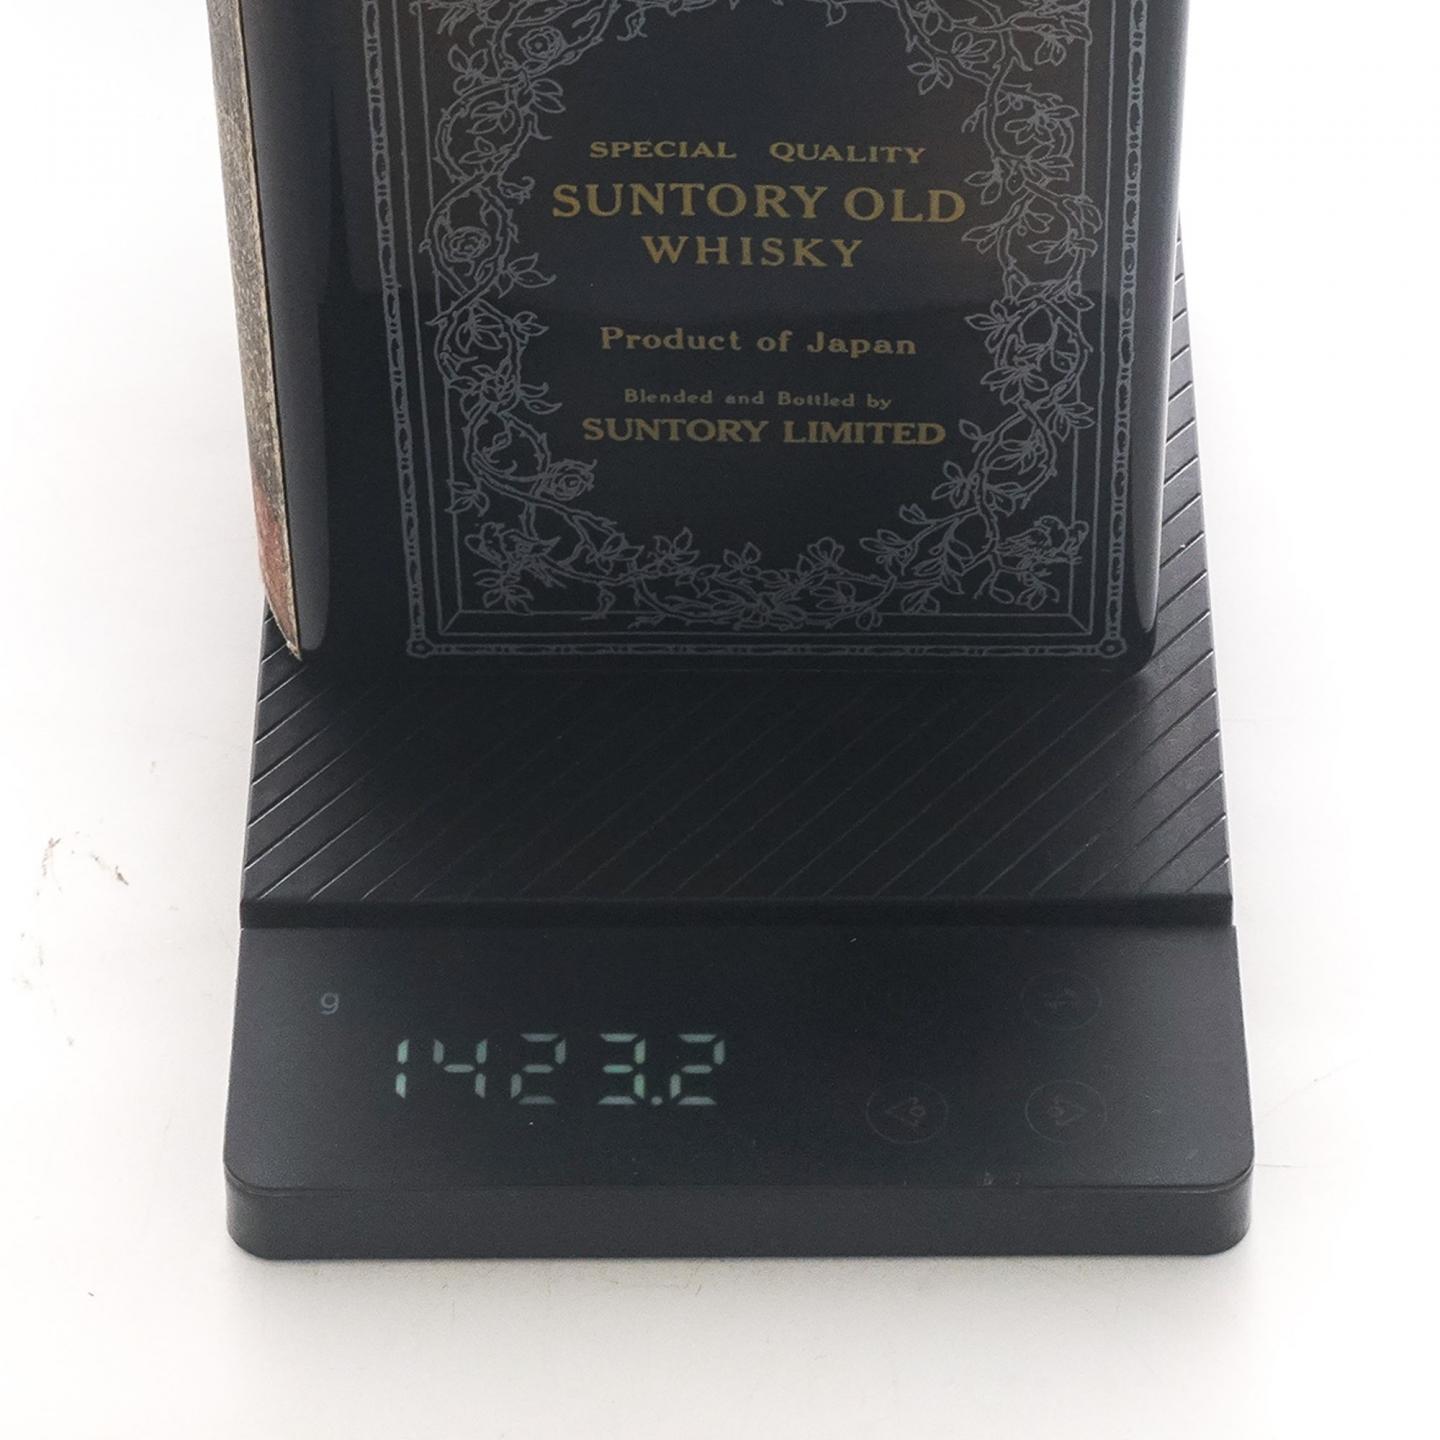 SPECIAL QUALITY
SUNTORY OLD
WHISKY
Product of Japan
Blended and Bottled by
SUNTORY LIMITED
g
1423.2